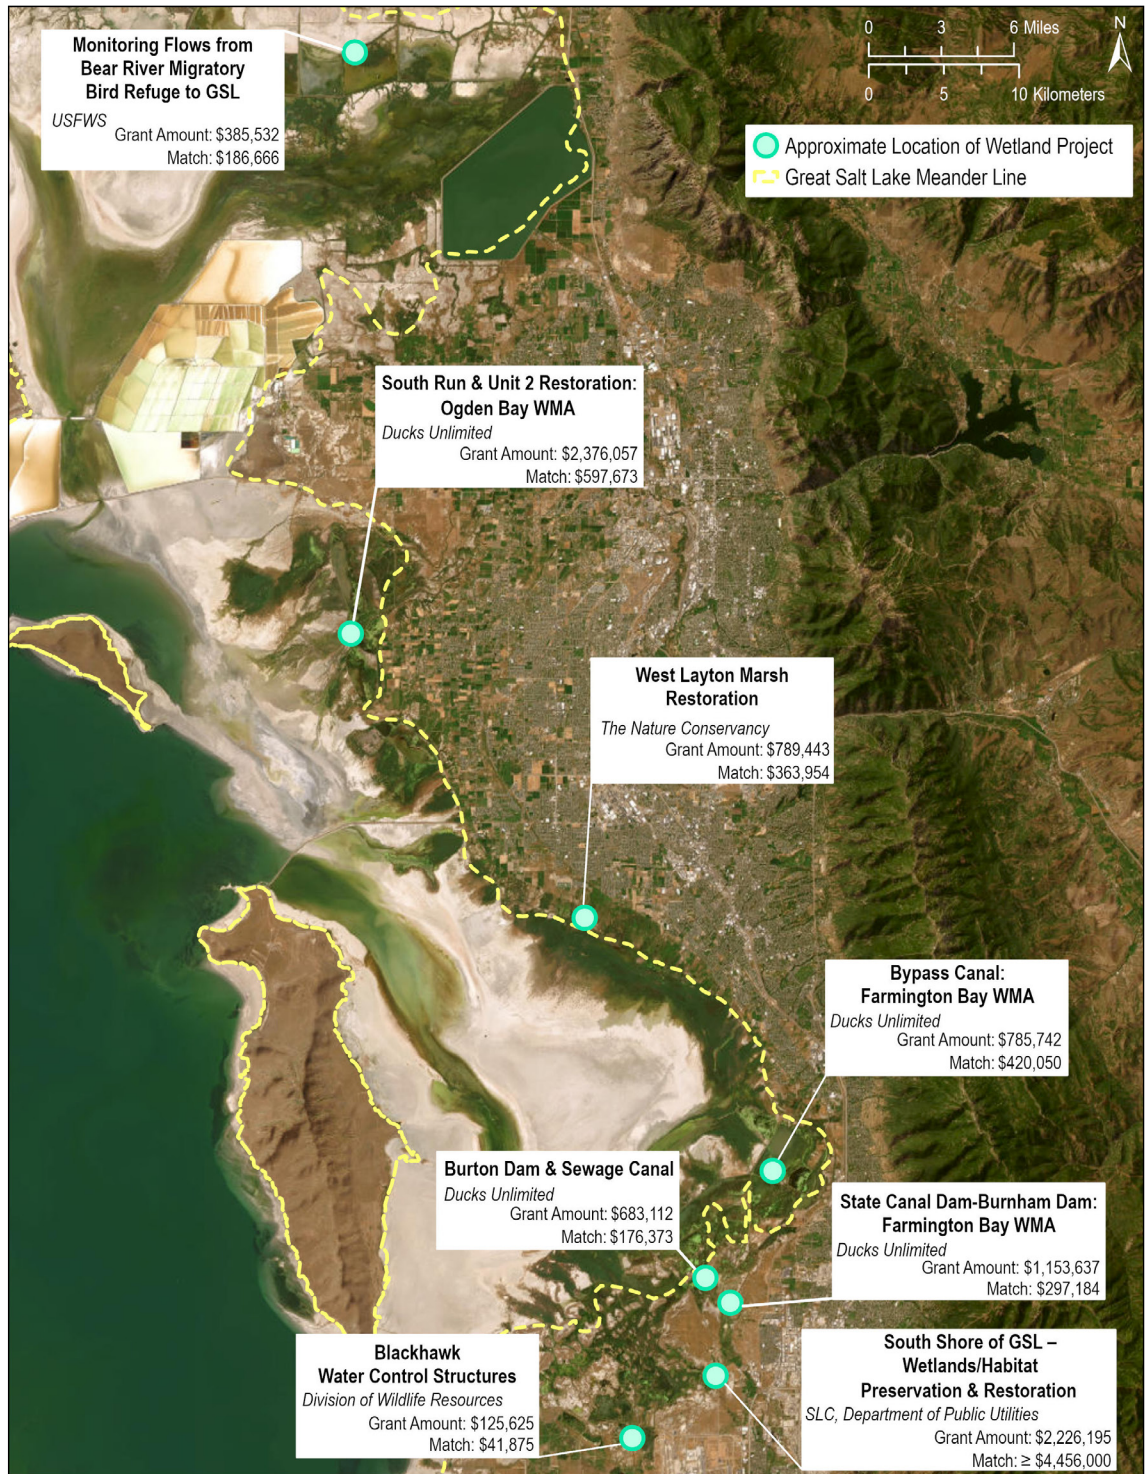 Monitoring Flows from
Bear River Migratory
Bird Refuge to GSL
USFWS
Grant Amount: $385,532
Match: $186,666
0 3 6 Miles
0 5 10 Kilometers
N
Approximate Location of Wetland Project
Great Salt Lake Meander Line
South Run & Unit 2 Restoration:
Ogden Bay WMA
Ducks Unlimited
Grant Amount: $2,376,057
Match: $597,673
West Layton Marsh
Restoration
The Nature Conservancy
Grant Amount: $789,443
Match: $363,954
Bypass Canal:
Farmington Bay WMA
Ducks Unlimited
Grant Amount: $785,742
Match: $420,050
Burton Dam & Sewage Canal
Ducks Unlimited
Grant Amount: $683,112
Match: $176,373
State Canal Dam-Burnham Dam:
Farmington Bay WMA
Ducks Unlimited
Grant Amount: $1,153,637
Match: $297,184
Blackhawk
Water Control Structures
Division of Wildlife Resources
Grant Amount: $125,625
Match: $41,875
South Shore of GSL –
Wetlands/Habitat
Preservation & Restoration
SLC, Department of Public Utilities
Grant Amount: $2,226,195
Match: ≥ $4,456,000